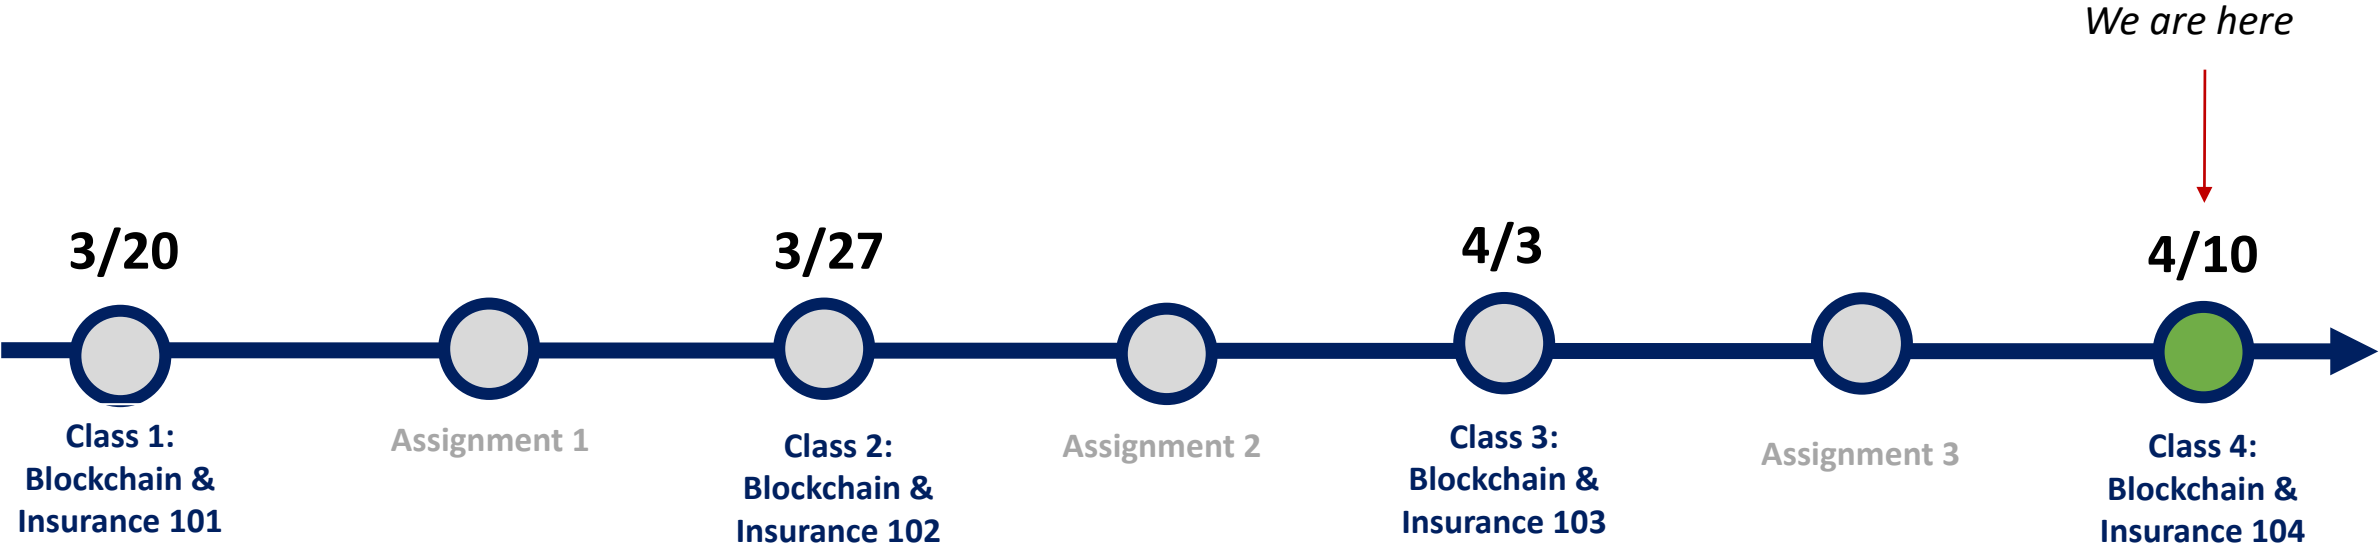 We are here
3/20
3/27
4/3
4/10
Class 1:
Blockchain &
Insurance 101
Assignment 1
Class 2:
Blockchain &
Insurance 102
Assignment 2
Class 3:
Blockchain &
Insurance 103
Assignment 3
Class 4:
Blockchain &
Insurance 104